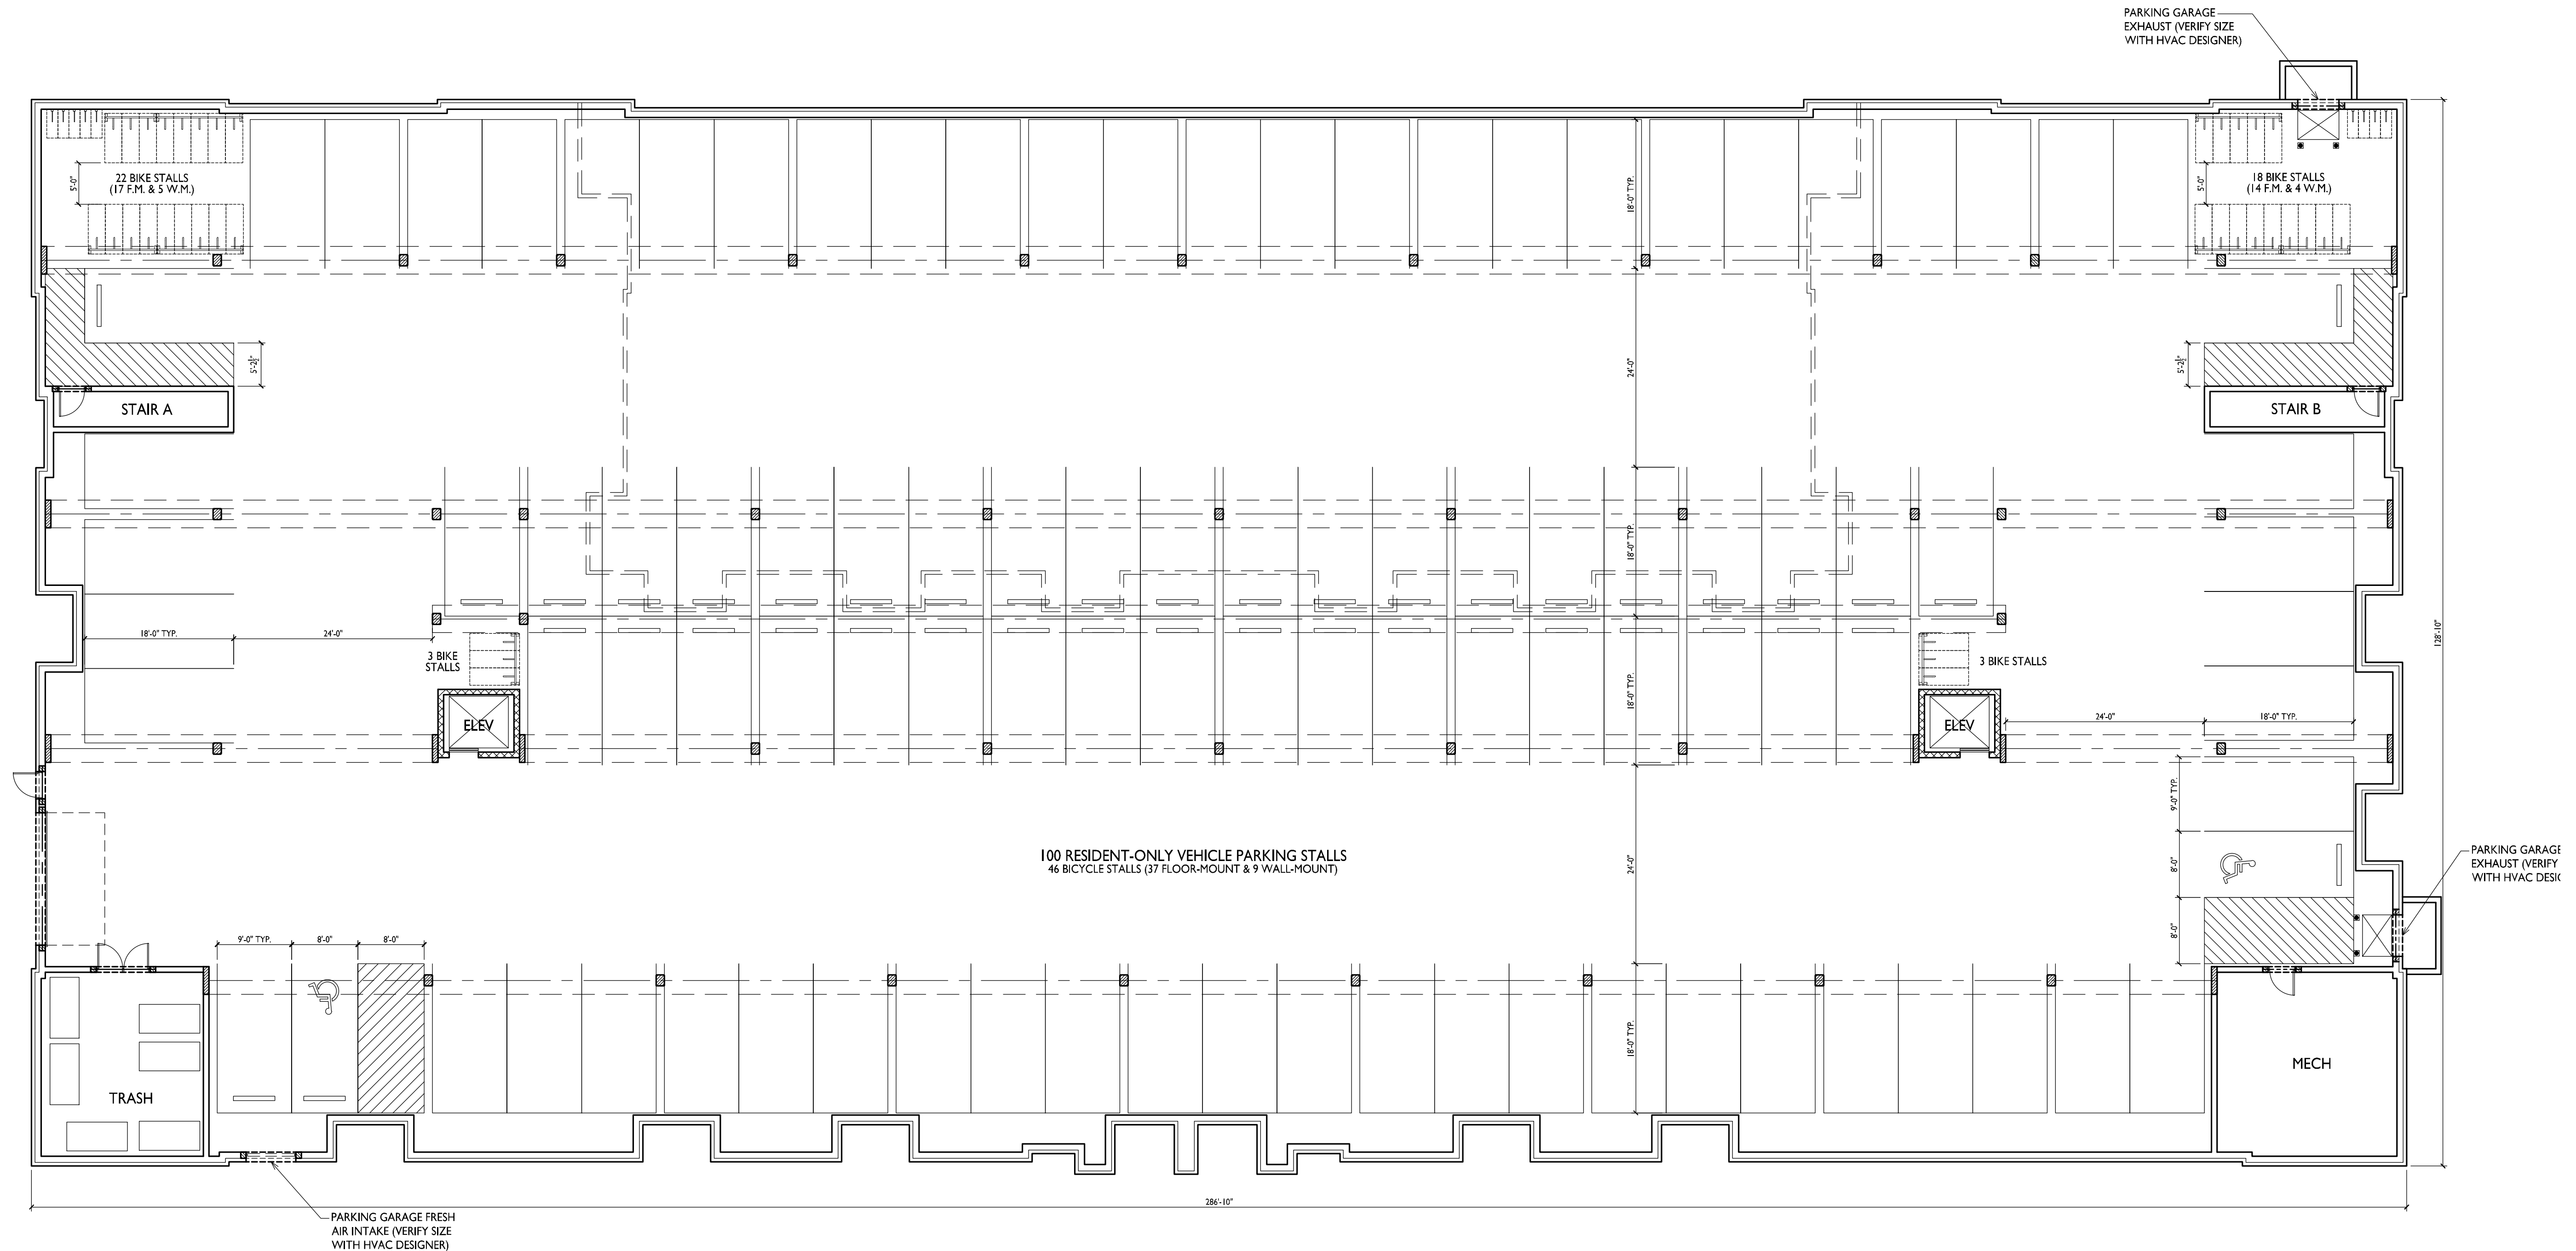 PARKING GARAGE
EXHAUST (VERIFY SIZE
WITH HVAC DESIGNER)
22 BIKE STALLS
(17 F.M. & 5 W.M.)
5'-0"
18'-0" TYP.
5'-0"
18 BIKE STALLS
(14 F.M. & 4 W.M.)
5'-2½"
24'-0"
5'-2½"
STAIR A
STAIR B
18'-0" TYP.
18'-0" TYP.
24'-0"
3 BIKE
STALLS
3 BIKE STALLS
128'-10"
18'-0" TYP.
ELEV
ELEV
24'-0"
18'-0" TYP.
9'-0" TYP.
100 RESIDENT-ONLY VEHICLE PARKING STALLS
46 BICYCLE STALLS (37 FLOOR-MOUNT & 9 WALL-MOUNT)
24'-0"
8'-0"
PARKING GARAGE
EXHAUST (VERIFY
WITH HVAC DESI
8'-0"
9'-0" TYP.
8'-0"
8'-0"
18'-0" TYP.
TRASH
MECH
286'-10"
PARKING GARAGE FRESH
AIR INTAKE (VERIFY SIZE
WITH HVAC DESIGNER)